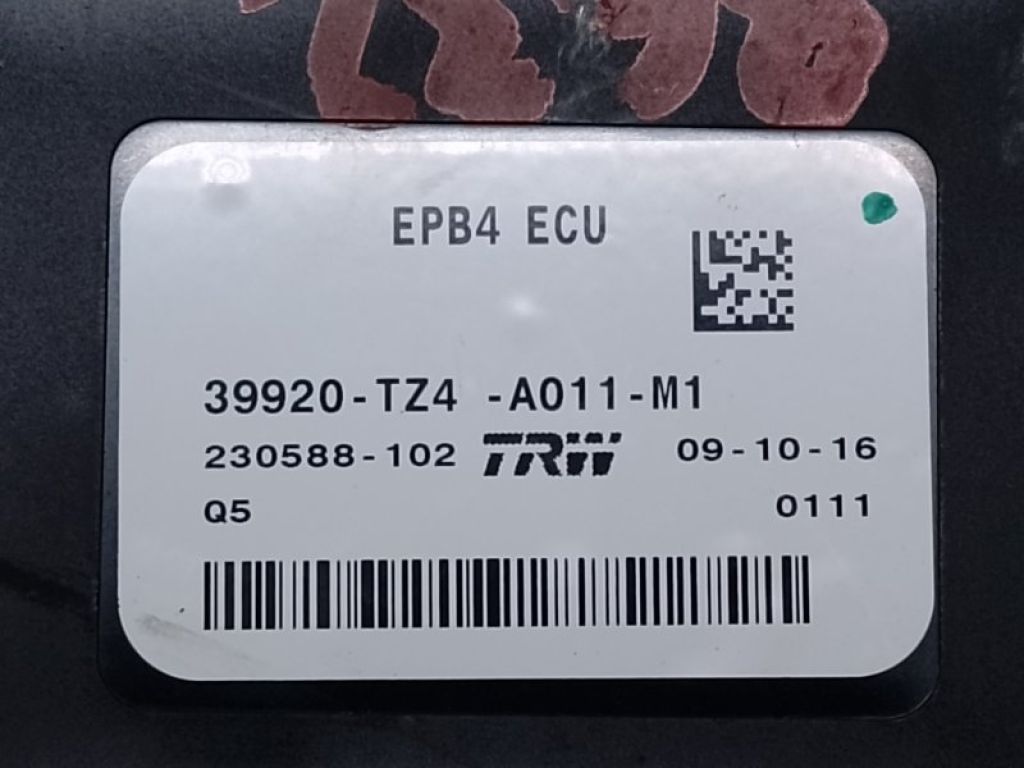 EPB4 ECU
39920-TZ4 -A011-M1
230588-102 TRW 09-10-16
Q5 0111